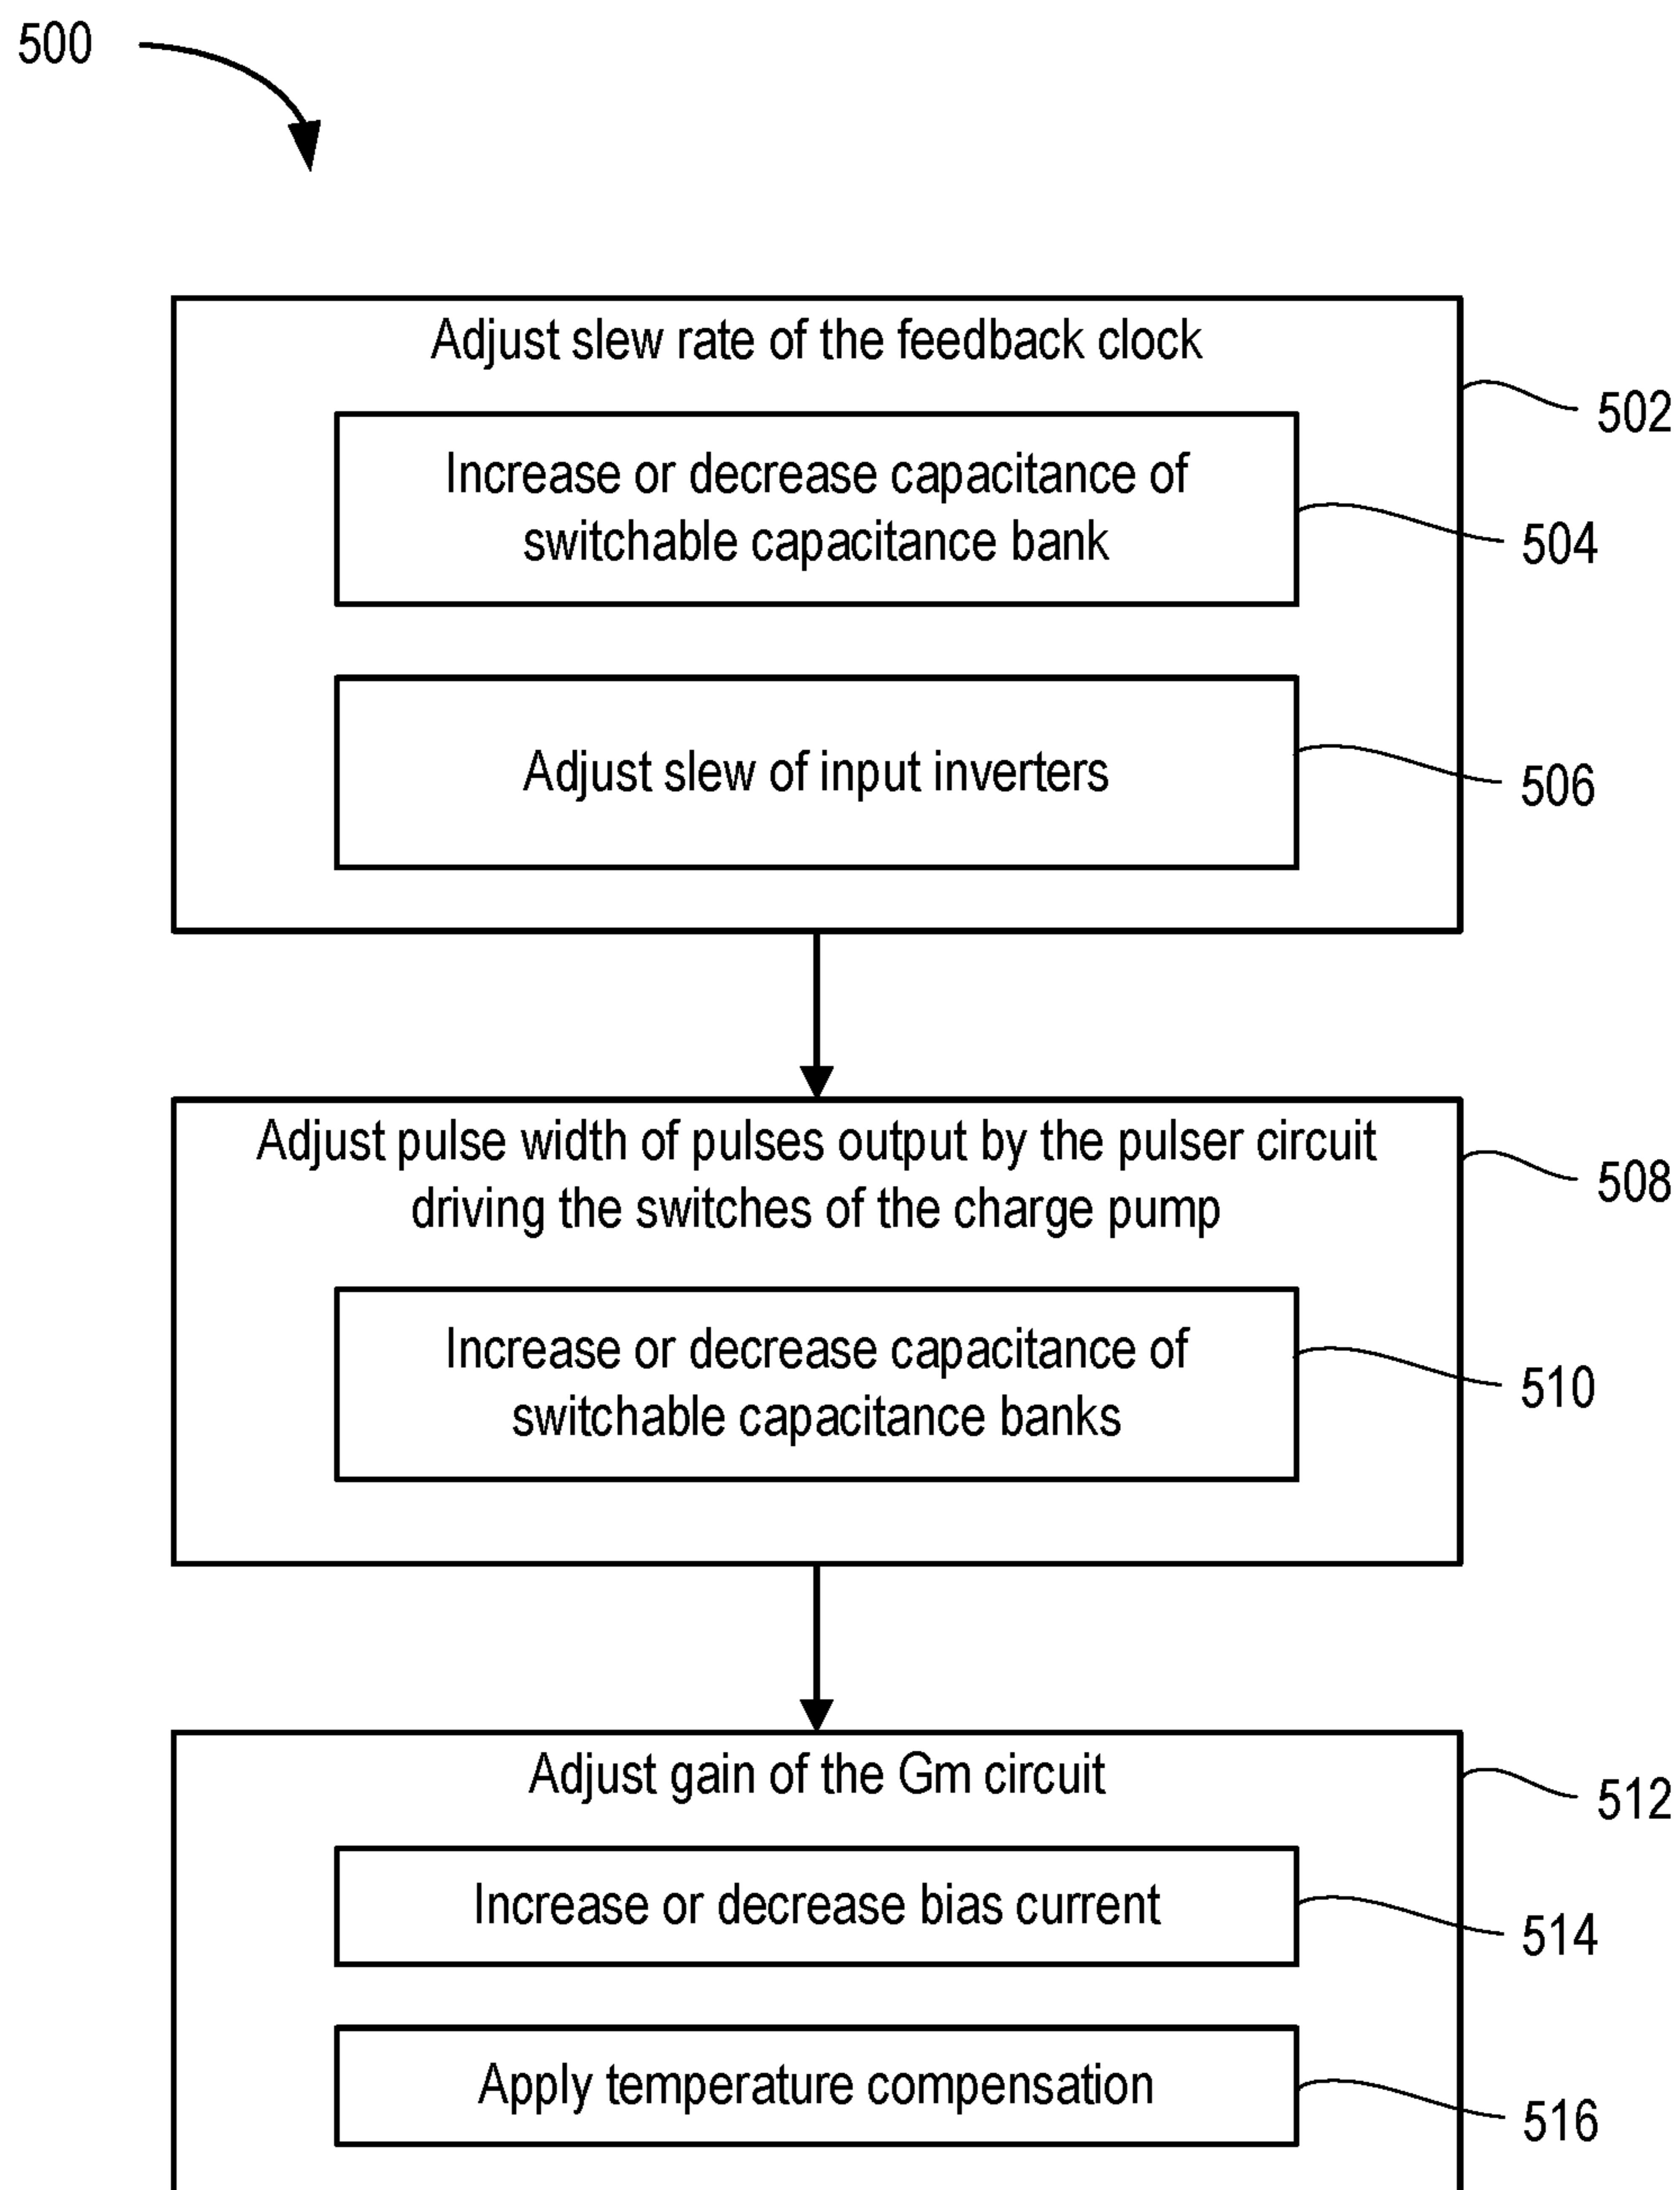 500
Adjust slew rate of the feedback clock
502
Increase or decrease capacitance of
switchable capacitance bank
504
Adjust slew of input inverters
506
Adjust pulse width of pulses output by the pulser circuit
driving the switches of the charge pump
508
Increase or decrease capacitance of
switchable capacitance banks
510
Adjust gain of the Gm circuit
512
Increase or decrease bias current
514
Apply temperature compensation
516